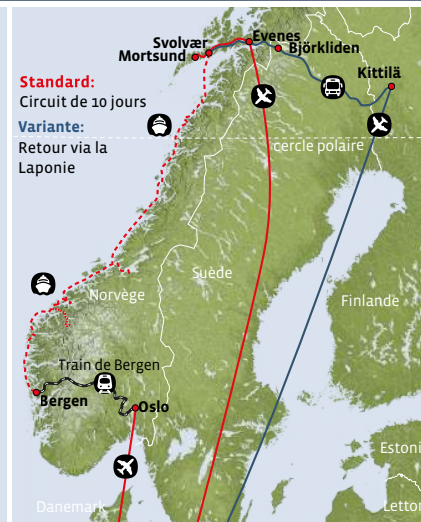 Evenes
Svolvær
Mortsund
Björkliden
Kittilä
Standard:
Circuit de 10 jours
Variante:
Retour via la
Laponie
cercle polaire
Suède
Norvège
Finlande
Train de Bergen
Bergen
Oslo
Estoni
Danemark
Letton